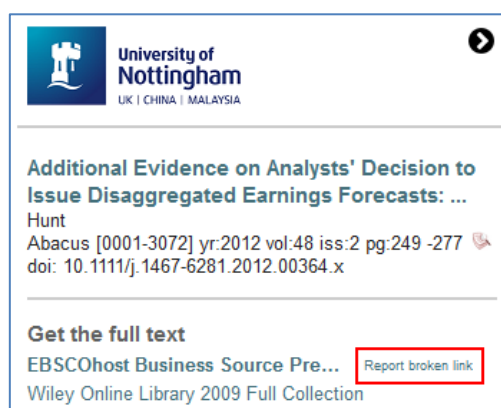 University of
Nottingham
UK | CHINA | MALAYSIA
Additional Evidence on Analysts' Decision to
Issue Disaggregated Earnings Forecasts: ...
Hunt
Abacus [0001-3072] yr:2012 vol:48 iss:2 pg:249 -277
doi: 10.1111/j.1467-6281.2012.00364.x
Get the full text
EBSCOhost Business Source Pre... Report broken link
Wiley Online Library 2009 Full Collection